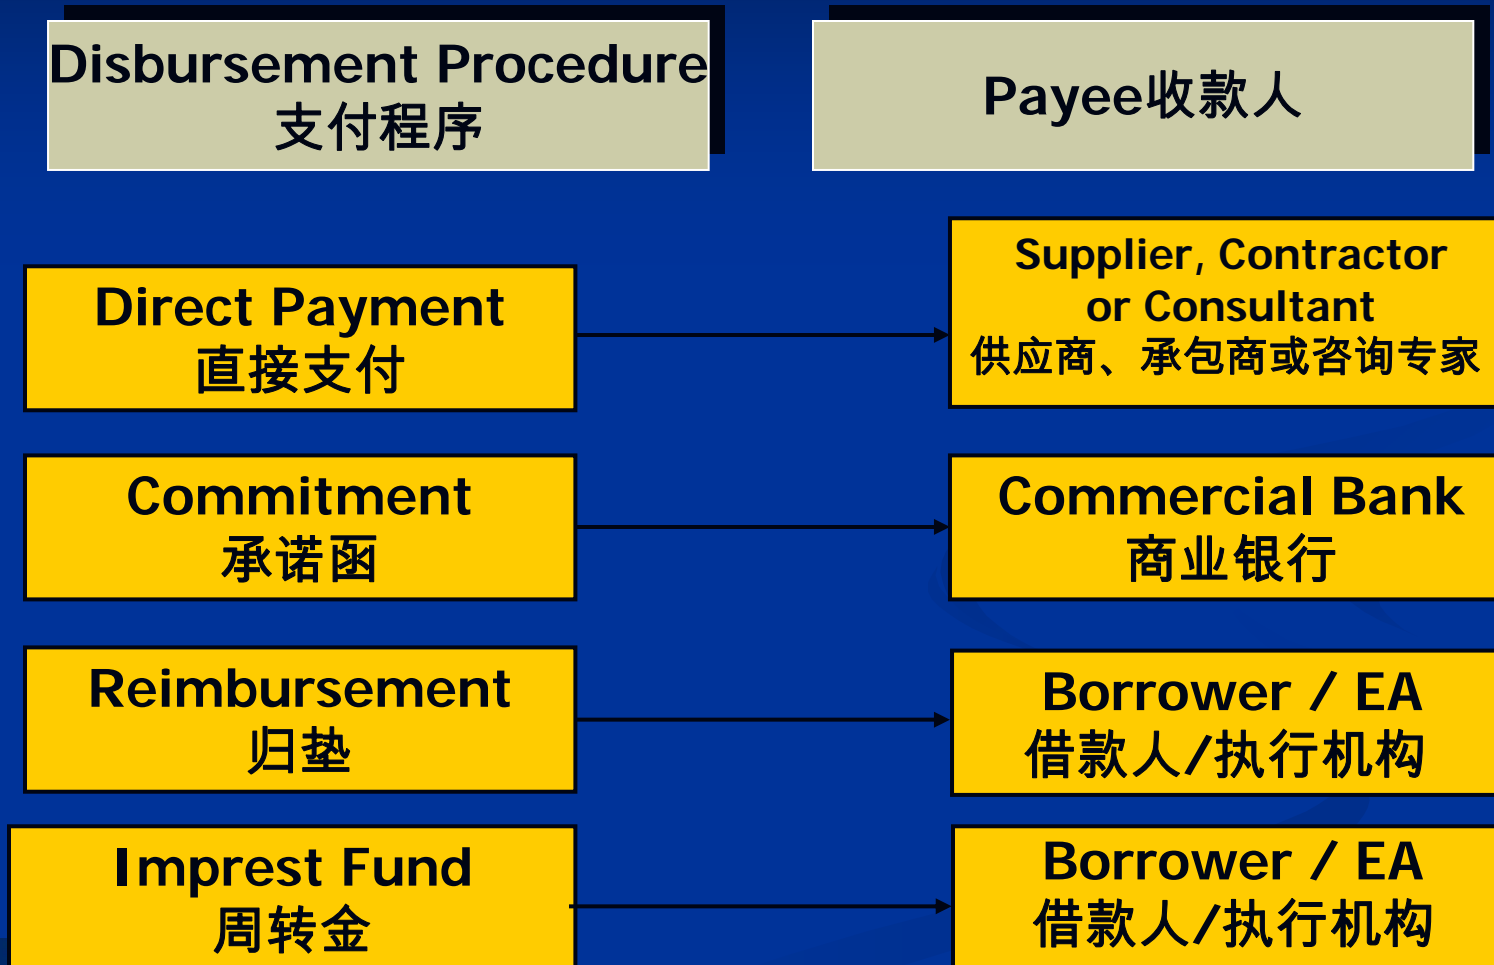 Disbursement Procedure
支付程序
Payee收款人
Direct Payment
直接支付
Supplier, Contractor
or Consultant
供应商、承包商或咨询专家
Commitment
承诺函
Commercial Bank
商业银行
Reimbursement
归垫
Borrower / EA
借款人/执行机构
Imprest Fund
周转金
Borrower / EA
借款人/执行机构